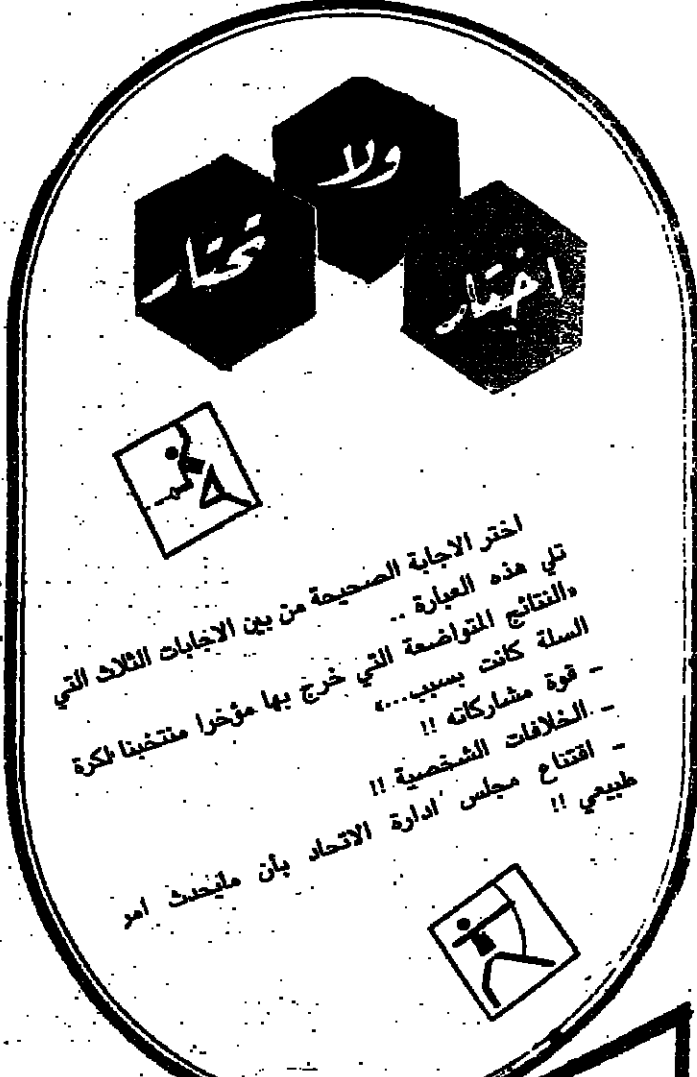 اختار
ولا
تحتار
اختر الاجابة الصحيحة من بين الاجابات الثلاث التي
تلي هذه العبارة ..
«النتائج المتواضعة التي خرج بها مؤخرا منتخبنا لكرة
السلة كانت بسبب...»
- قوة مشاركاته !!
- الخلافات الشخصية !!
- اقتناع مجلس ادارة الاتحاد بأن مايحدث امر
طبيعي !!